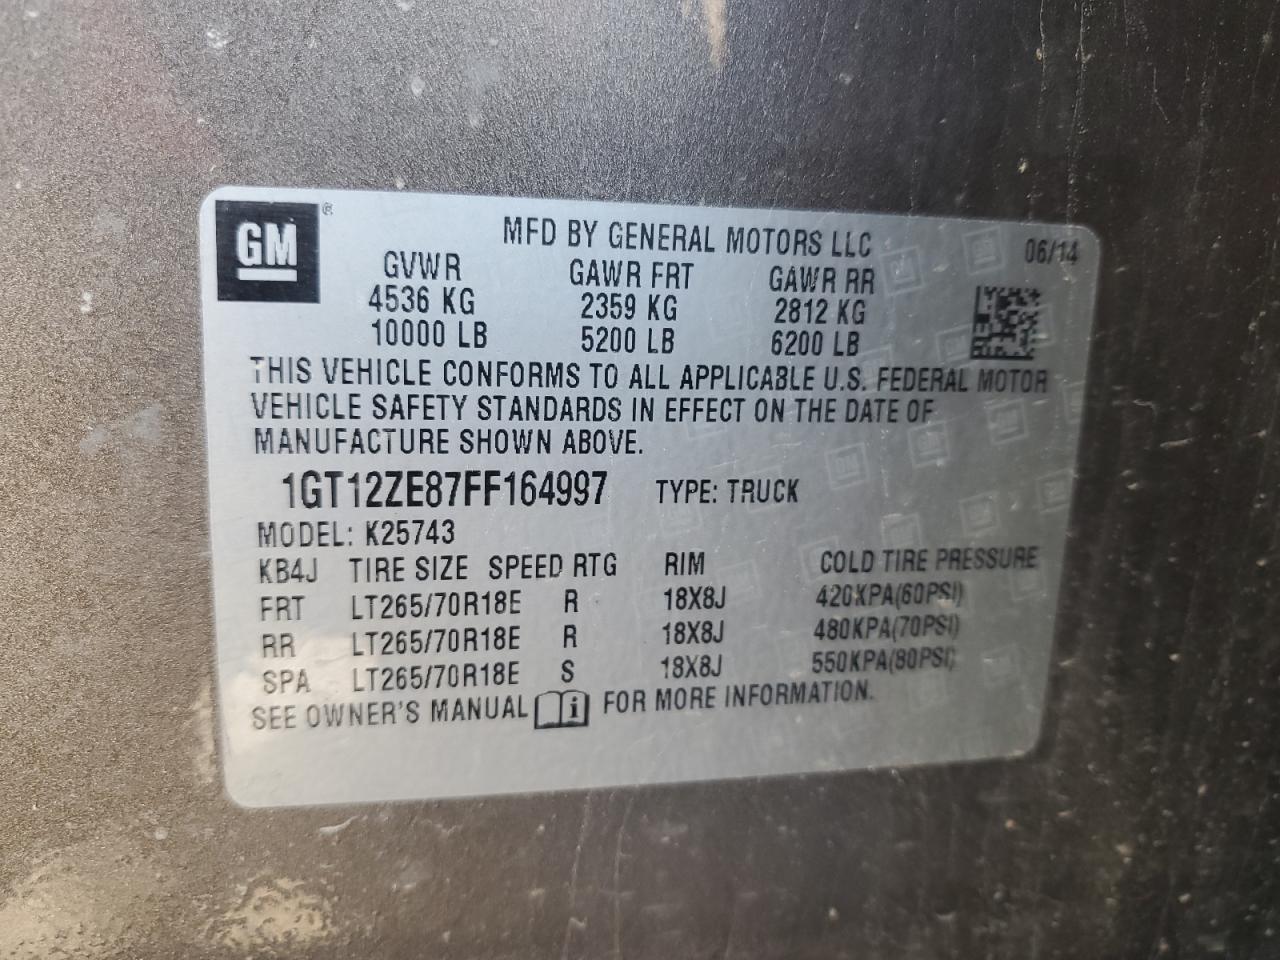 GM ®
MFD BY GENERAL MOTORS LLC 06/14
GVWR GAWR FRT GAWR RR
4536 KG 2359 KG 2812 KG
10000 LB 5200 LB 6200 LB
THIS VEHICLE CONFORMS TO ALL APPLICABLE U.S. FEDERAL MOTOR
VEHICLE SAFETY STANDARDS IN EFFECT ON THE DATE OF
MANUFACTURE SHOWN ABOVE.
1GT12ZE87FF164997 TYPE: TRUCK
MODEL: K25743
KB4J TIRE SIZE SPEED RTG RIM COLD TIRE PRESSURE
FRT LT265/70R18E R 18X8J 420KPA(60PSI)
RR LT265/70R18E R 18X8J 480KPA(70PSI)
SPA LT265/70R18E S 18X8J 550KPA(80PSI)
SEE OWNER'S MANUAL FOR MORE INFORMATION.